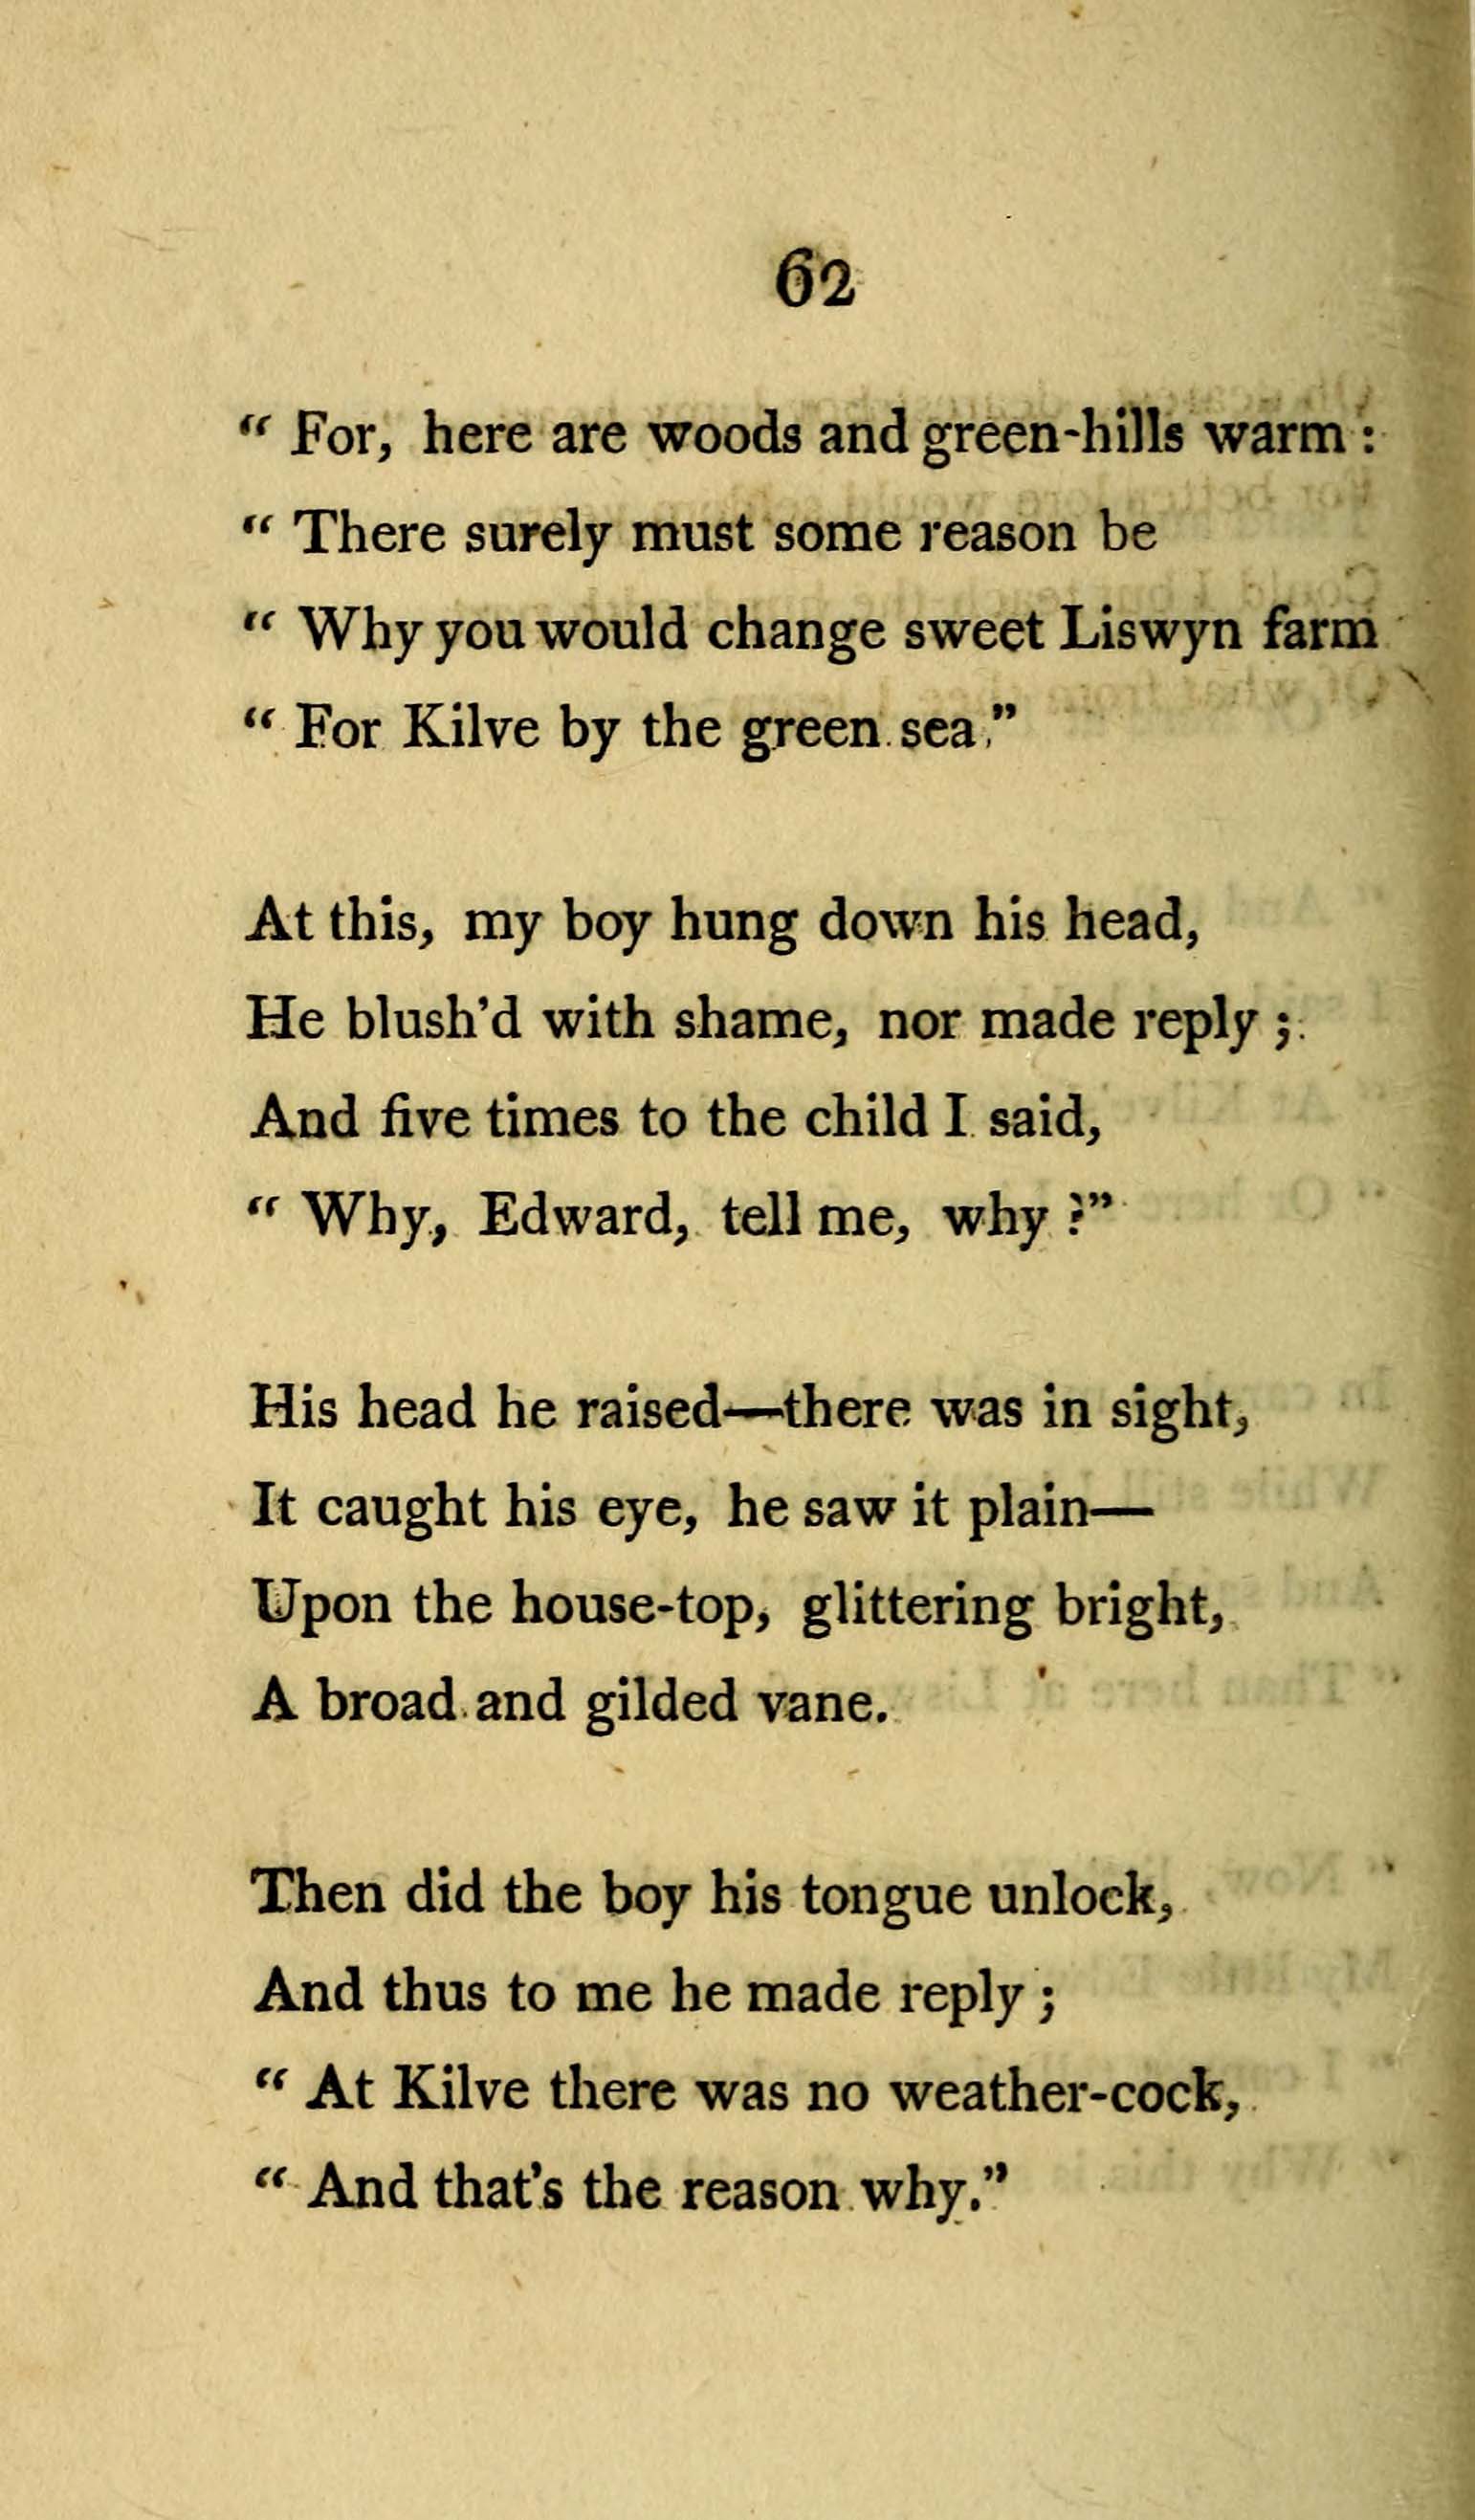 62
“ For, here are woods and green-hills warm :
“ There surely must some reason be
“ Why you would change sweet Liswyn farm
“ For Kilve by the green sea.”
At this, my boy hung down his head,
He blush’d with shame, nor made reply ;
And five times to the child I said,
“ Why, Edward, tell me, why ?”
His head he raised—there was in sight,
It caught his eye, he saw it plain—
Upon the house-top, glittering bright,
A broad and gilded vane.
Then did the boy his tongue unlock,
And thus to me he made reply ;
“ At Kilve there was no weather-cock,
“ And that’s the reason why.”